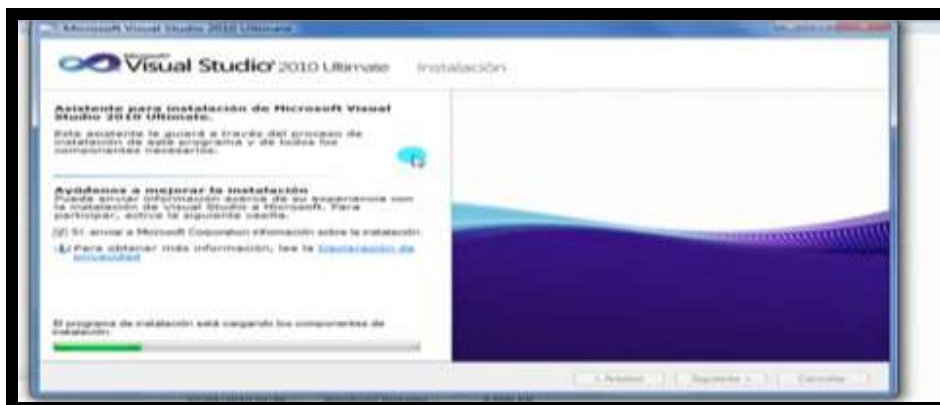 Microsoft Visual Studio 2010 Ultimate
Microsoft
Visual Studio 2010 Ultimate Instalación
Asistente para instalación de Microsoft Visual
Studio 2010 Ultimate.
Este asistente le guiará a través del proceso de
instalación de este programa y de todos los
componentes necesarios.
Ayúdenos a mejorar la instalación
Puede enviar información acerca de su experiencia con
la instalación de Visual Studio a Microsoft. Para
participar, active la siguiente casilla.
Sí, enviar a Microsoft Corporation información sobre la instalación.
Para obtener más información, lea la Declaración de
privacidad
El programa de instalación está cargando los componentes de
instalación
< Anterior Siguiente > Cancelar